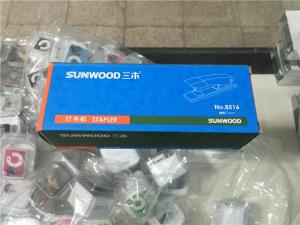 SUNWOOD 三木
No.8516
订书机 STAPLER
SUNWOOD